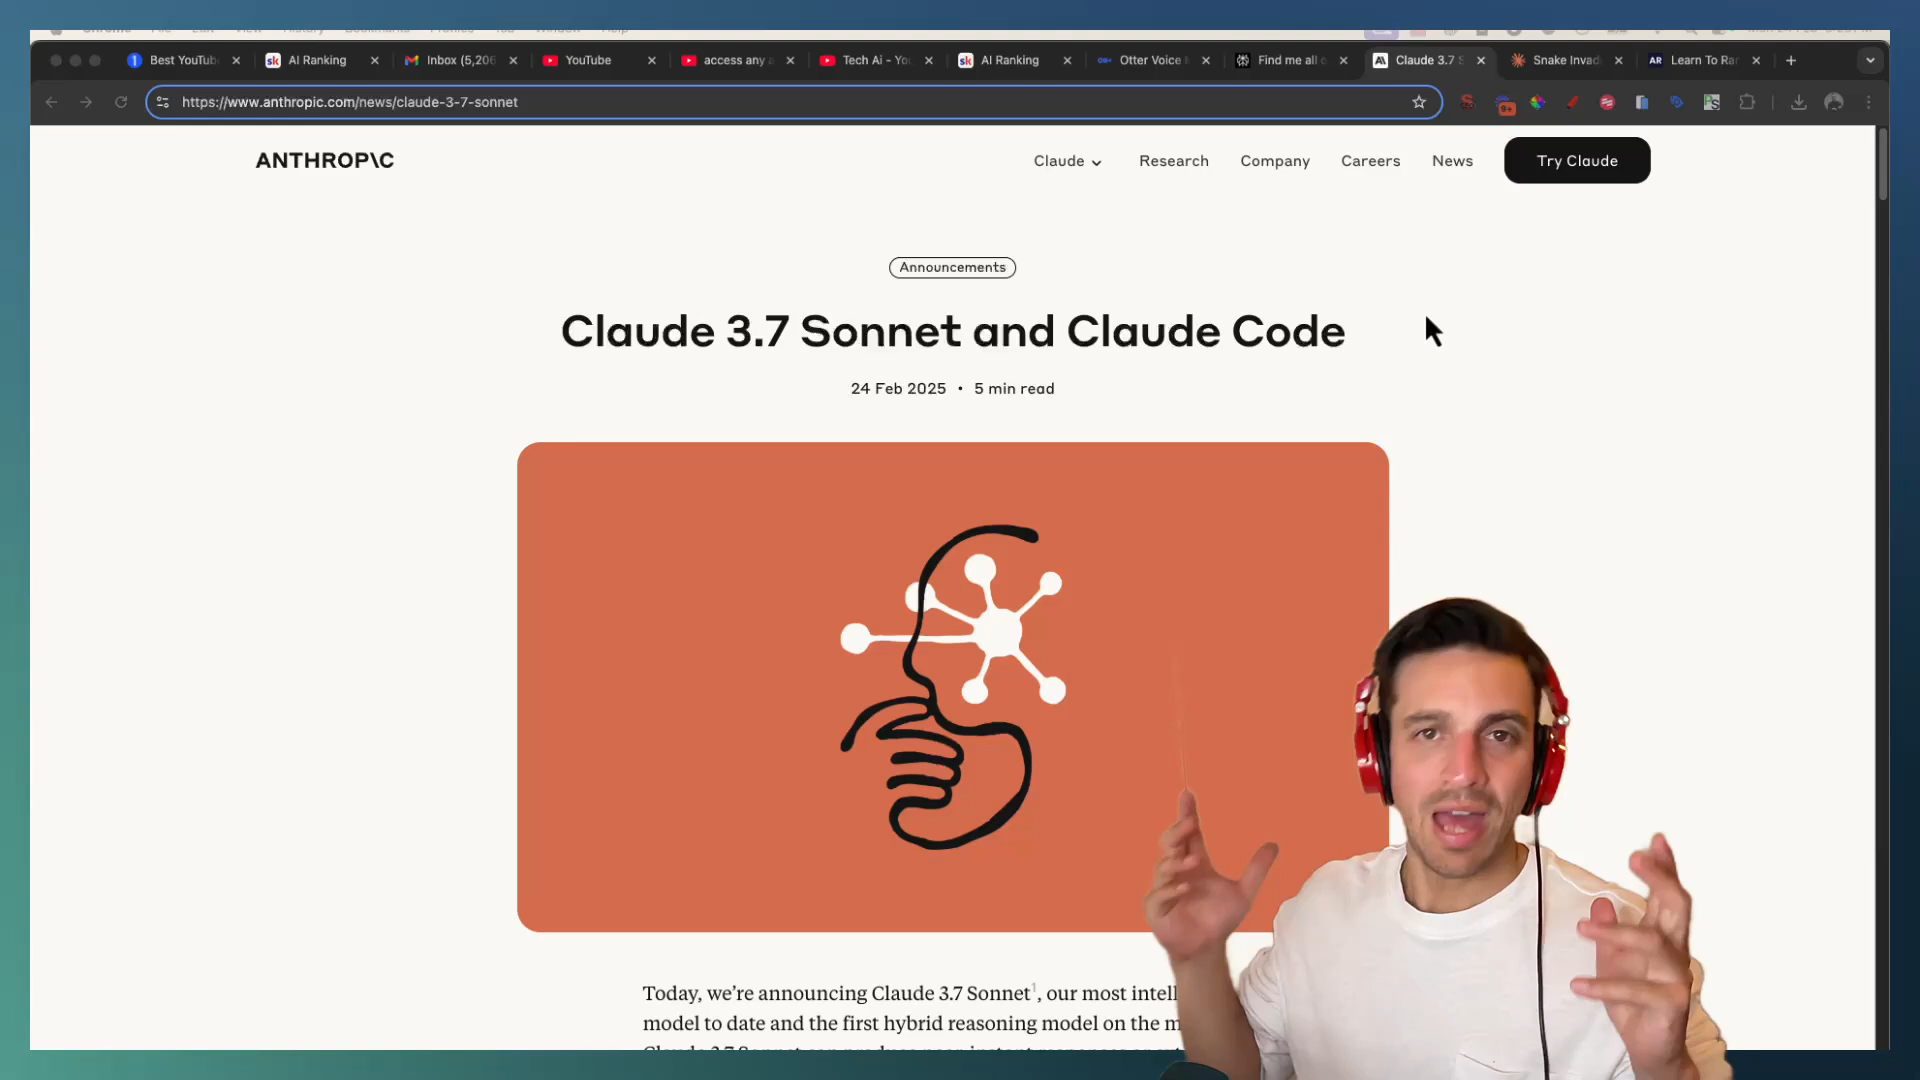 Best YouTub
AI Ranking
Inbox (5,206
YouTube
access any a
Tech Ai - Yo
AI Ranking
Otter Voice
Find me all
Claude 3.7 S
Snake Invad
AR
Learn To Ra
https://www.anthropic.com/news/claude-3-7-sonnet
9+
ANTHROP\C
Claude
Research
Company
Careers
News
Try Claude
Announcements
Claude 3.7 Sonnet and Claude Code
24 Feb 2025 • 5 min read
Today, we’re announcing Claude 3.7 Sonnet1, our most intell
model to date and the first hybrid reasoning model on the m